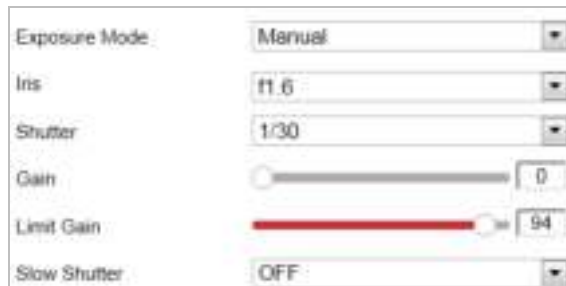 Exposure Mode Manual
Iris f1.6
Shutter 1/30
Gain 0
Limit Gain 94
Slow Shutter OFF